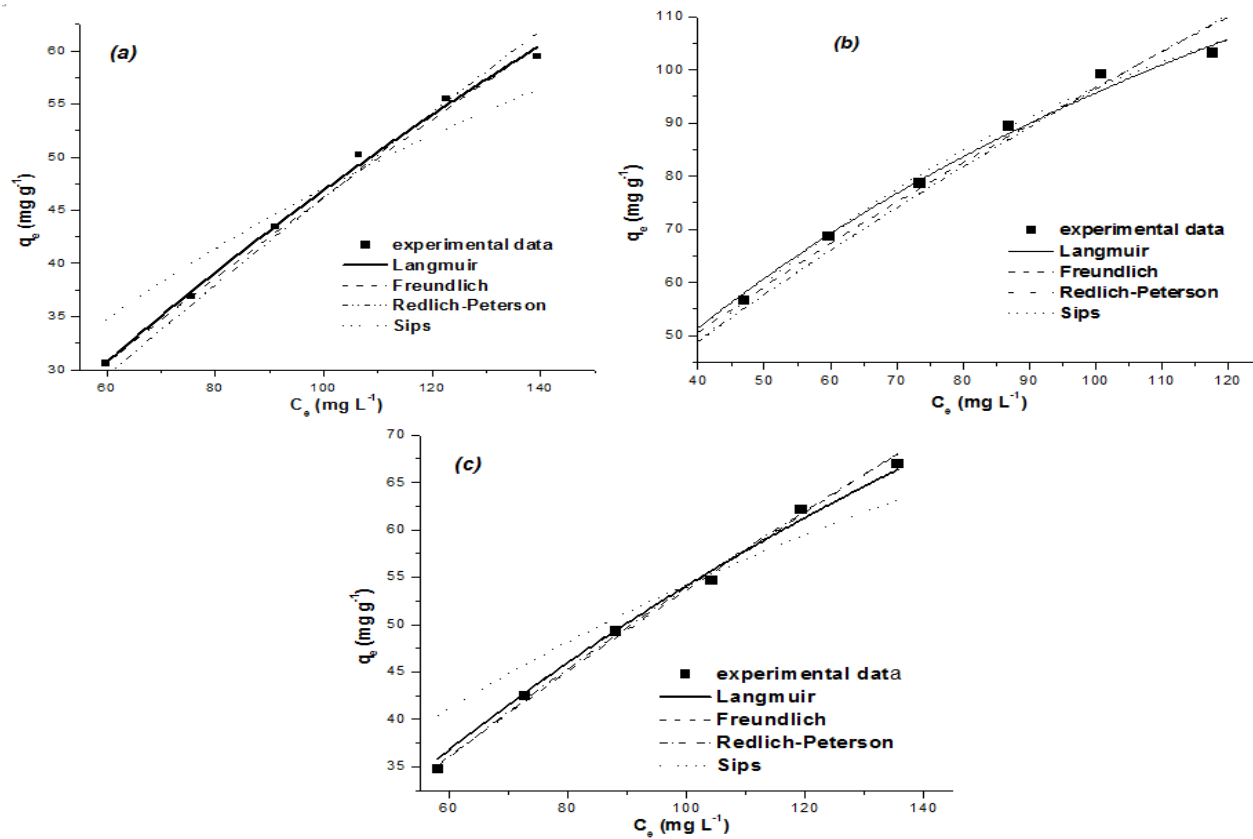 (a)
60
55
50
45
40
35
30
qe (mg g-1)
experimental data
Langmuir
Freundlich
Redlich-Peterson
Sips
60 80 100 120 140
Ce (mg L-1)
(b)
110
100
90
80
70
60
50
qe (mg g-1)
experimental data
Langmuir
Freundlich
Redlich-Peterson
Sips
40 50 60 70 80 90 100 110 120
Ce (mg L-1)
(c)
70
65
60
55
50
45
40
35
qe (mg g-1)
experimental data
Langmuir
Freundlich
Redlich-Peterson
Sips
60 80 100 120 140
Ce (mg L-1)